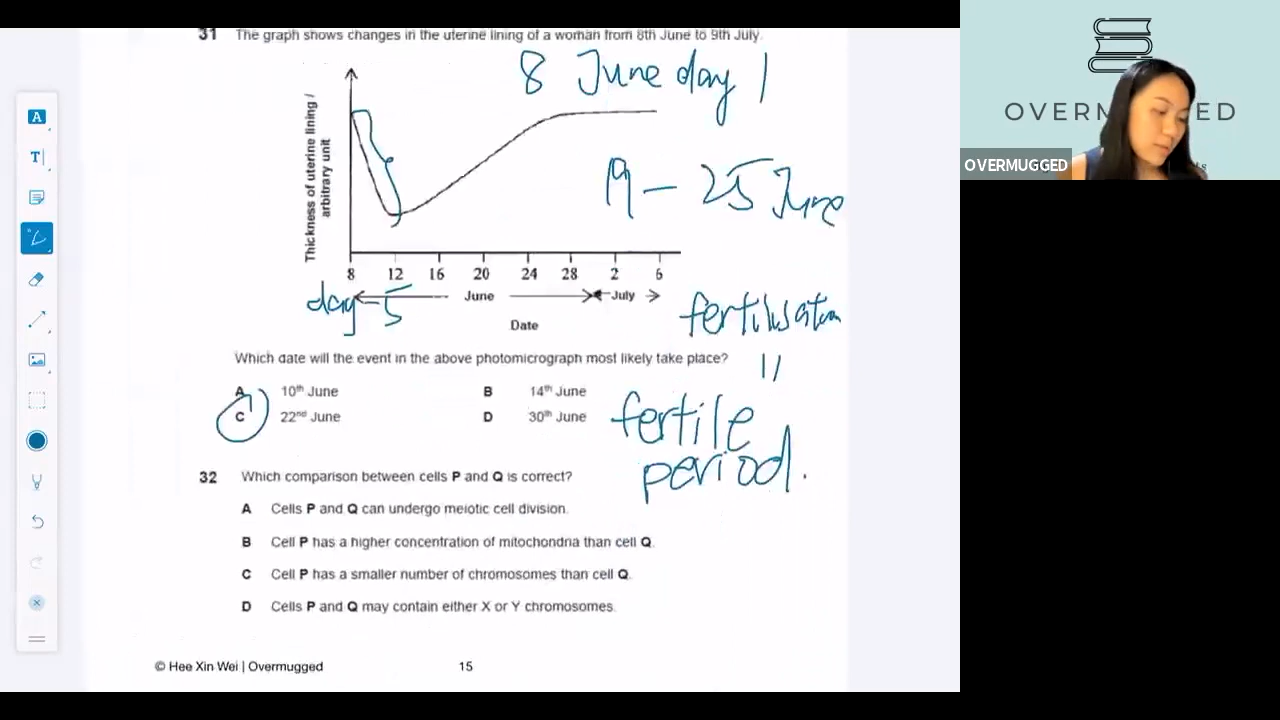 31 The graph shows changes in the uterine lining of a woman from 8th June to 9th July.
8 June day 1
Thickness of uterine lining /
arbitrary unit
19 - 25 June
8 12 16 20 24 28 2 6
June July
Date
day 5
fertilisation
Which date will the event in the above photomicrograph most likely take place?
A 10th June B 14th June
C 22nd June D 30th June
fertile
period.
32 Which comparison between cells P and Q is correct?
A Cells P and Q can undergo meiotic cell division.
B Cell P has a higher concentration of mitochondria than cell Q.
C Cell P has a smaller number of chromosomes than cell Q.
D Cells P and Q may contain either X or Y chromosomes.
© Hee Xin Wei | Overmugged 15
A
T
OVERMUGGED